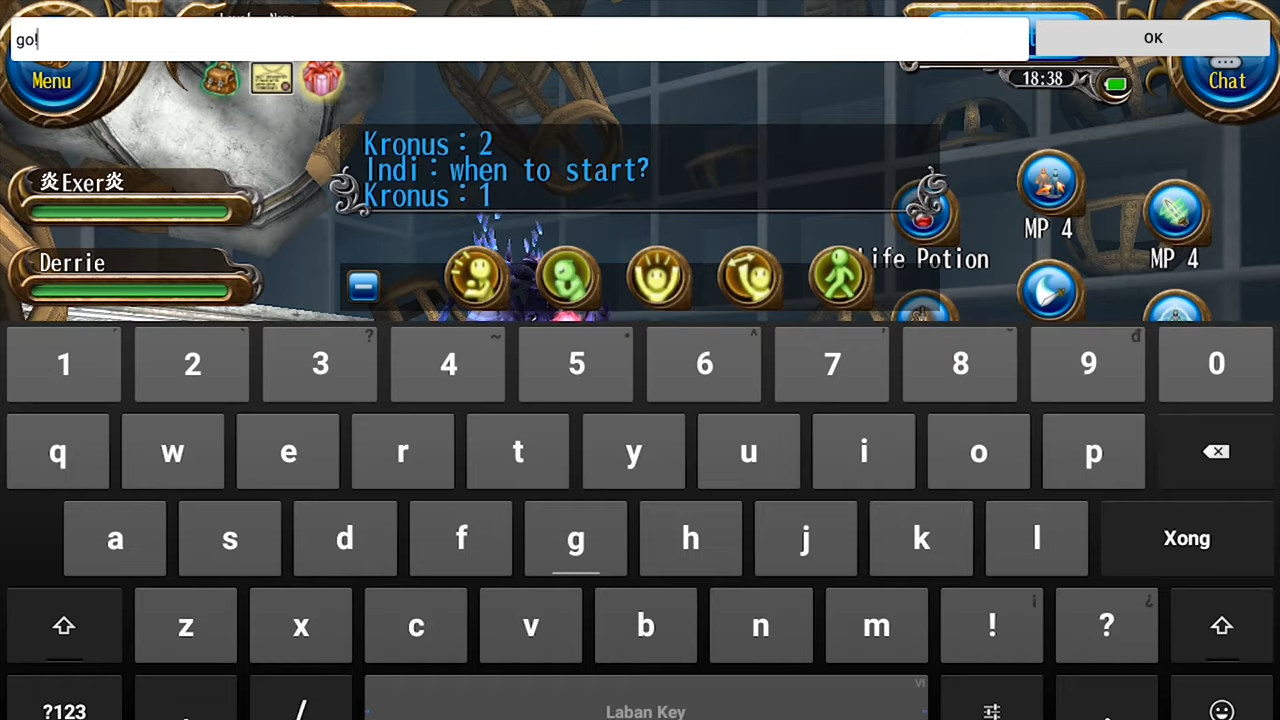 go!
OK
Menu
18:38
Chat
Kronus：2
Indi：when to start?
Kronus：1
炎Exer炎
Derrie
MP 4
MP 4
ife Potion
1 2 3 ? 4 ~ 5 6 ^ 7 8 9 đ 0
q w e r t y u i o p
a s d f g h j k l Xong
z x c v b n m ! ¡ ? ¿
?123 / Laban Key VI